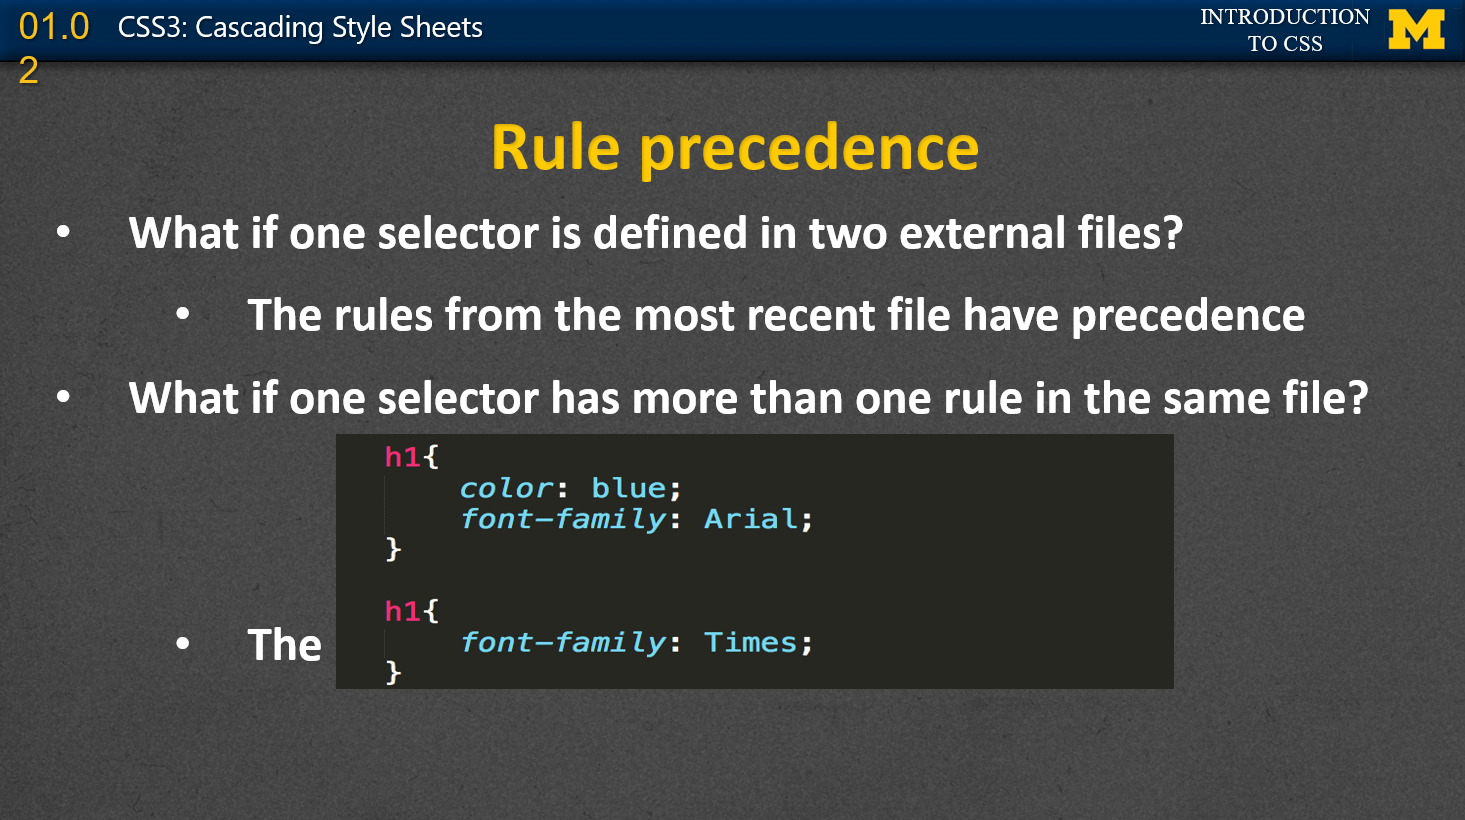 01.0
2
CSS3: Cascading Style Sheets
INTRODUCTION
TO CSS
M
Rule precedence
• What if one selector is defined in two external files?
• The rules from the most recent file have precedence
• What if one selector has more than one rule in the same file?
h1{
color: blue;
font-family: Arial;
}
h1{
font-family: Times;
}
• The